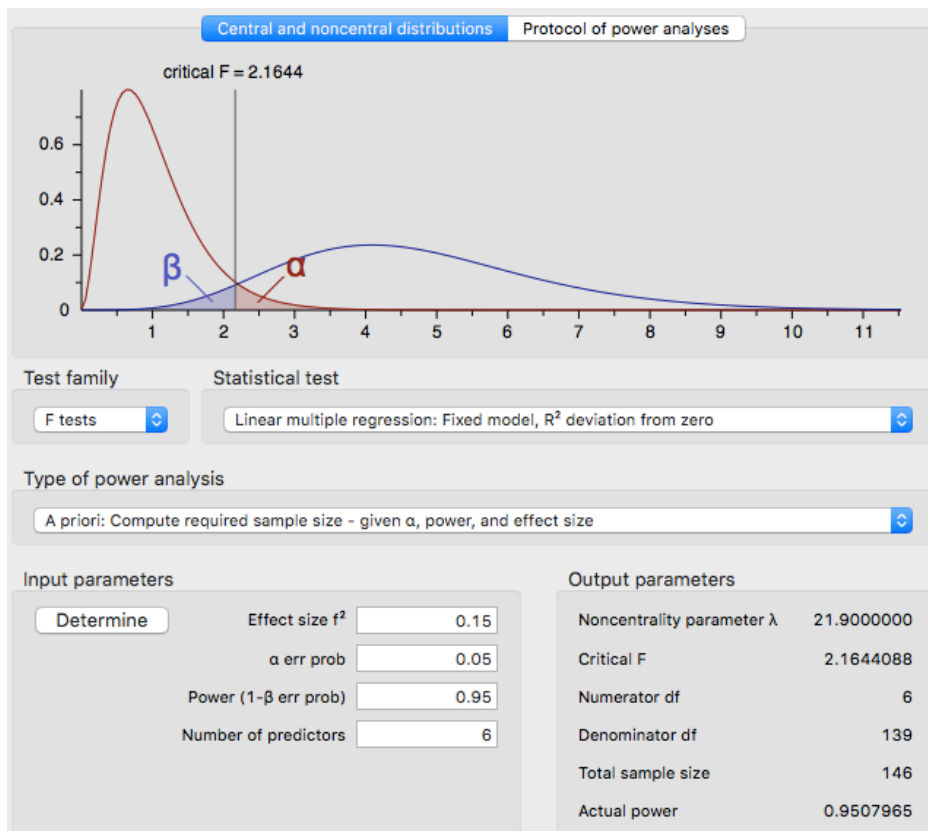 Central and noncentral distributions Protocol of power analyses
critical F = 2.1644
0.6
0.4
0.2
0
β
α
1 2 3 4 5 6 7 8 9 10 11
Test family Statistical test
F tests Linear multiple regression: Fixed model, R² deviation from zero
Type of power analysis
A priori: Compute required sample size - given α, power, and effect size
Input parameters Output parameters
Determine Effect size f² 0.15 Noncentrality parameter λ 21.9000000
α err prob 0.05 Critical F 2.1644088
Power (1-β err prob) 0.95 Numerator df 6
Number of predictors 6 Denominator df 139
Total sample size 146
Actual power 0.9507965